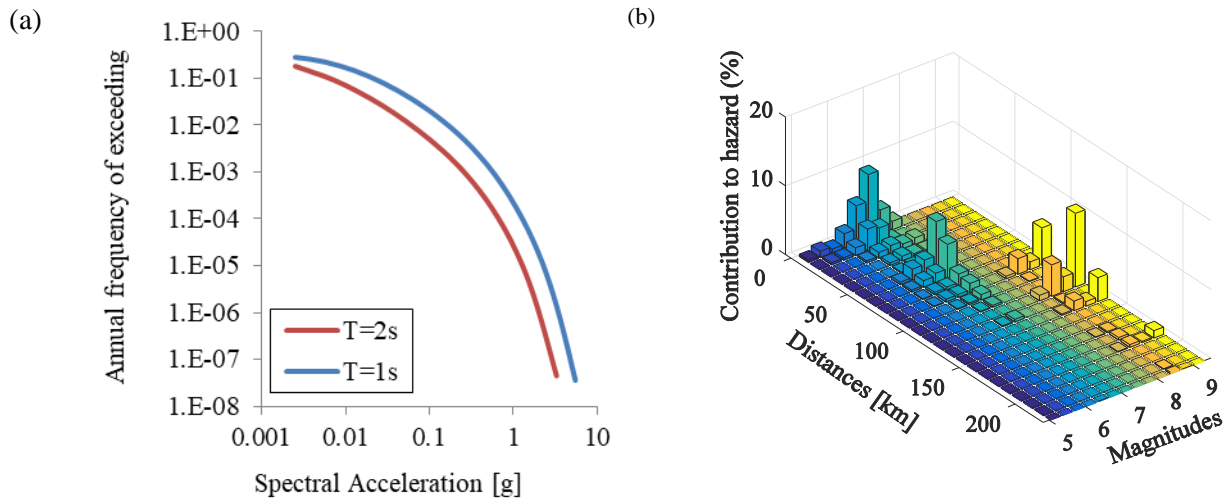 (a)
Annual frequency of exceeding
1.E+00
1.E-01
1.E-02
1.E-03
1.E-04
1.E-05
1.E-06
1.E-07
1.E-08
T=2s
T=1s
0.001
0.01
0.1
1
10
Spectral Acceleration [g]
(b)
Contribution to hazard (%)
20
10
0
0
50
100
150
200
Distances [km]
5
6
7
8
9
Magnitudes